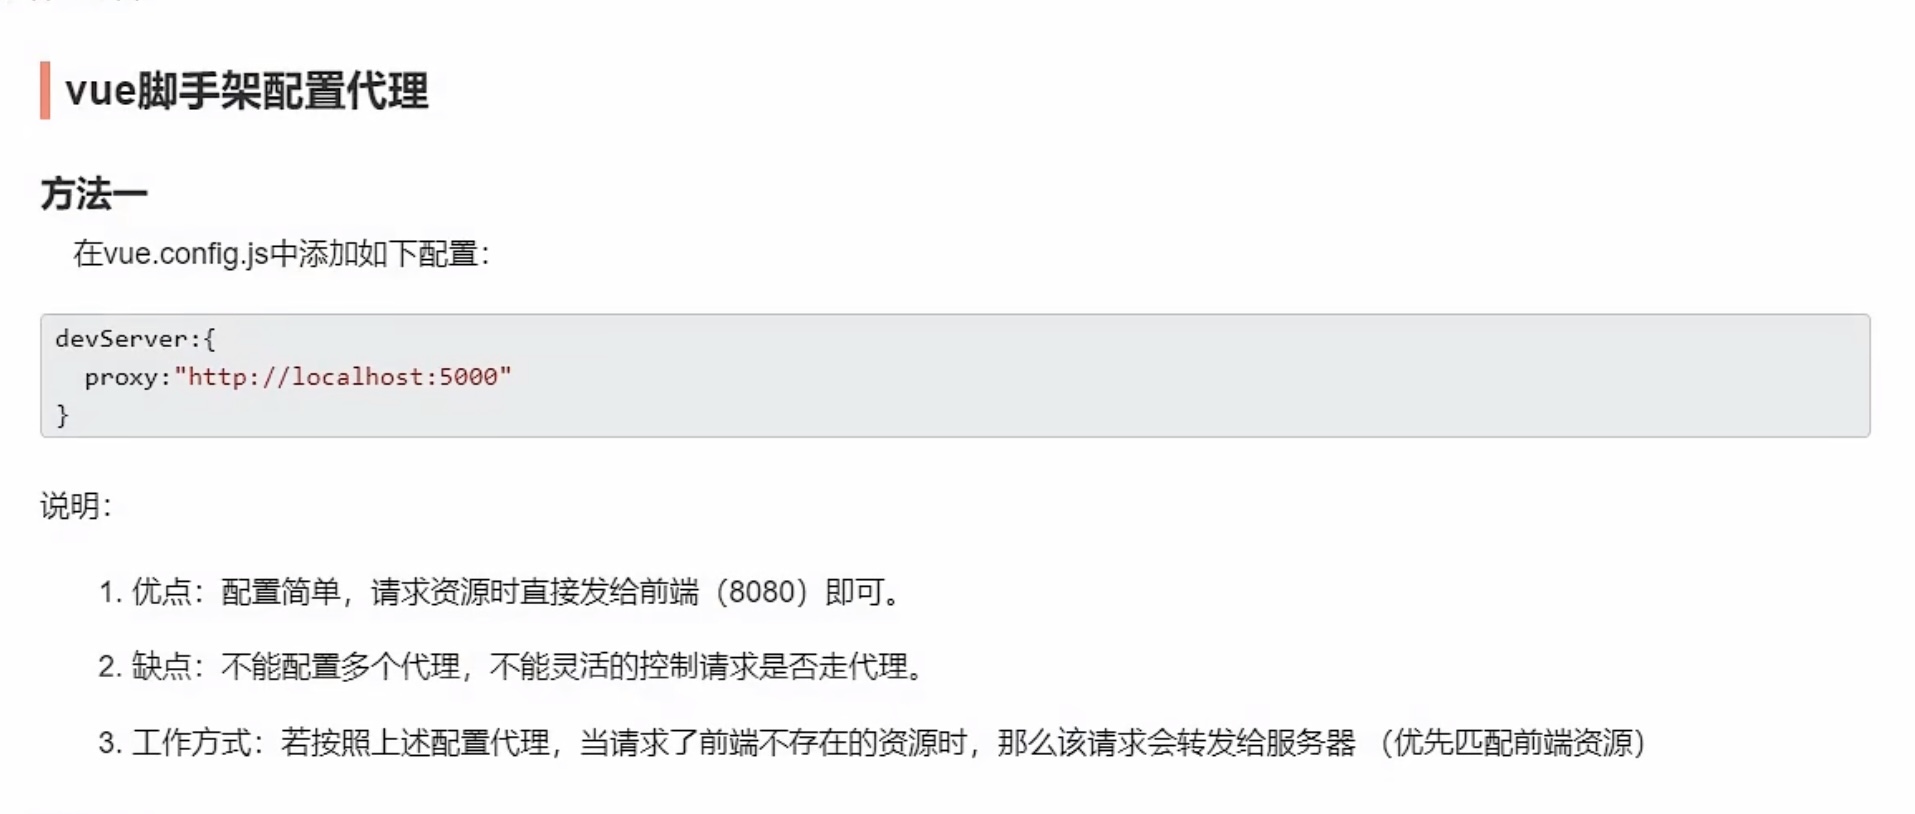 vue脚手架配置代理
方法一
在vue.config.js中添加如下配置：
devServer:{
  proxy:"http://localhost:5000"
}
说明：
1. 优点：配置简单，请求资源时直接发给前端（8080）即可。
2. 缺点：不能配置多个代理，不能灵活的控制请求是否走代理。
3. 工作方式：若按照上述配置代理，当请求了前端不存在的资源时，那么该请求会转发给服务器 （优先匹配前端资源）